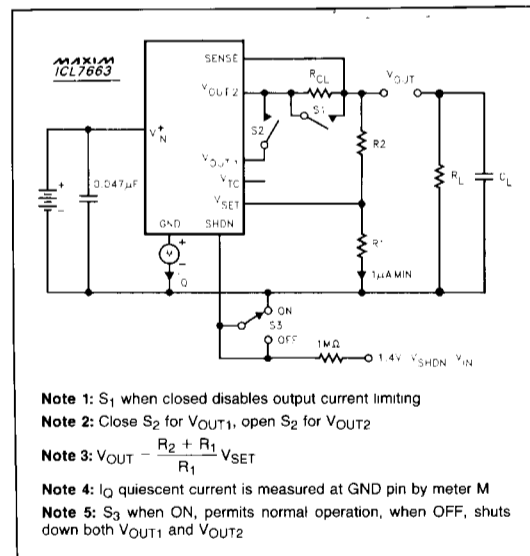 MAXIM
ICL7663
SENSE
VOUT2
RCL
S1
VOUT
S2
R2
V+IN
VOUT1
0.047µF
VTC
RL
CL
VSET
GND
SHDN
R1
1µA MIN
Q
ON
S3
OFF
1MΩ
1.4V VSHDN VIN
Note 1: S1 when closed disables output current limiting
Note 2: Close S2 for VOUT1, open S2 for VOUT2
Note 3: VOUT - R2 + R1 / R1 VSET
Note 4: IQ quiescent current is measured at GND pin by meter M
Note 5: S3 when ON, permits normal operation, when OFF, shuts
down both VOUT1 and VOUT2